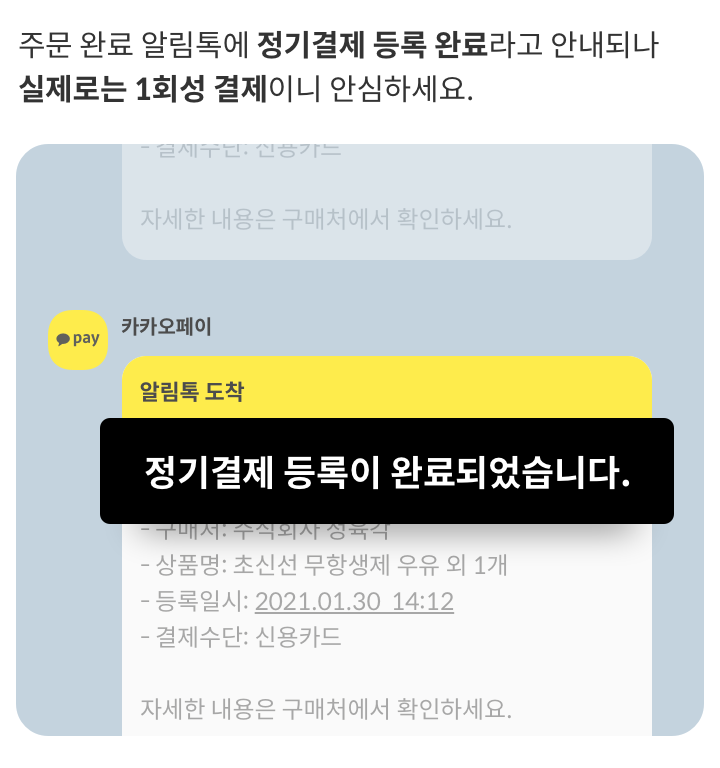 주문 완료 알림톡에 정기결제 등록 완료라고 안내되나
실제로는 1회성 결제이니 안심하세요.
- 결제수단: 신용카드
자세한 내용은 구매처에서 확인하세요.
pay
카카오페이
알림톡 도착
정기결제 등록이 완료되었습니다.
- 구매처: 주식회사 정육각
- 상품명: 초신선 무항생제 우유 외 1개
- 등록일시: 2021.01.30 14:12
- 결제수단: 신용카드
자세한 내용은 구매처에서 확인하세요.